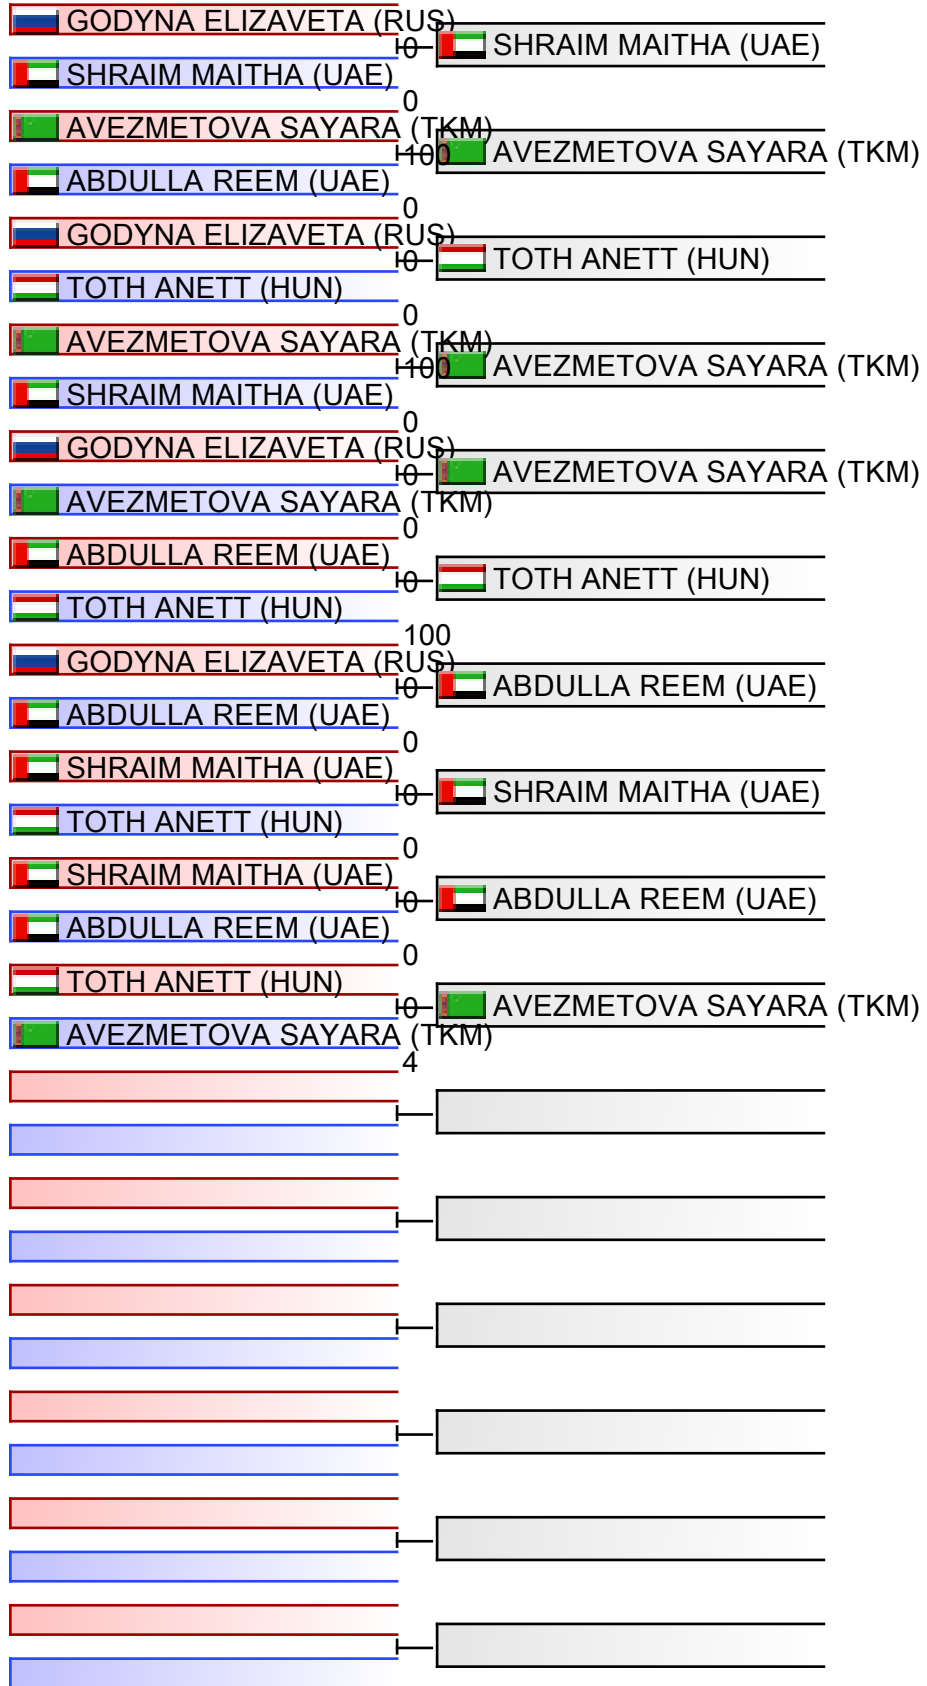 GODYNA ELIZAVETA (RUS)
0
SHRAIM MAITHA (UAE)
SHRAIM MAITHA (UAE)
0
AVEZMETOVA SAYARA (TKM)
100
AVEZMETOVA SAYARA (TKM)
ABDULLA REEM (UAE)
0
GODYNA ELIZAVETA (RUS)
0
TOTH ANETT (HUN)
TOTH ANETT (HUN)
0
AVEZMETOVA SAYARA (TKM)
100
AVEZMETOVA SAYARA (TKM)
SHRAIM MAITHA (UAE)
0
GODYNA ELIZAVETA (RUS)
0
AVEZMETOVA SAYARA (TKM)
AVEZMETOVA SAYARA (TKM)
0
ABDULLA REEM (UAE)
0
TOTH ANETT (HUN)
TOTH ANETT (HUN)
100
GODYNA ELIZAVETA (RUS)
0
ABDULLA REEM (UAE)
ABDULLA REEM (UAE)
0
SHRAIM MAITHA (UAE)
0
SHRAIM MAITHA (UAE)
TOTH ANETT (HUN)
0
SHRAIM MAITHA (UAE)
0
ABDULLA REEM (UAE)
ABDULLA REEM (UAE)
0
TOTH ANETT (HUN)
0
AVEZMETOVA SAYARA (TKM)
AVEZMETOVA SAYARA (TKM)
4